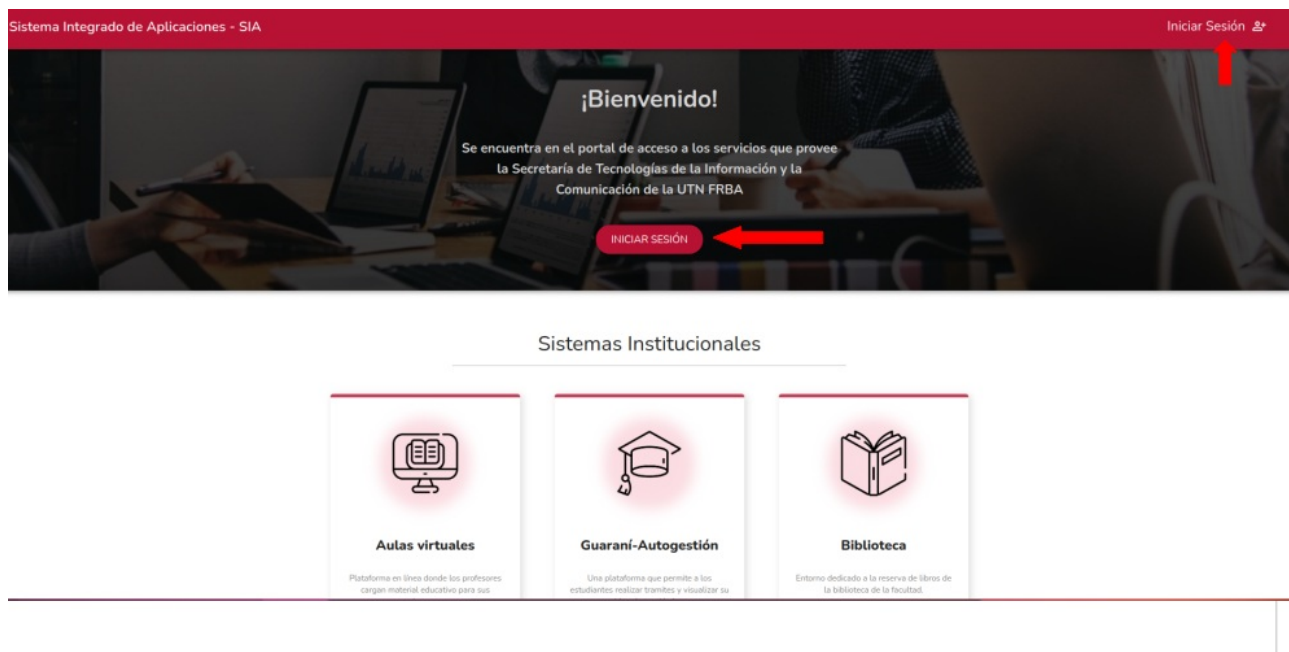 Sistema Integrado de Aplicaciones - SIA
Iniciar Sesión
¡Bienvenido!
Se encuentra en el portal de acceso a los servicios que provee
la Secretaría de Tecnologías de la Información y la
Comunicación de la UTN FRBA
INICIAR SESIÓN
Sistemas Institucionales
Aulas virtuales
Plataforma en línea donde los profesores
cargan material educativo para sus
Guaraní-Autogestión
Una plataforma que permite a los
estudiantes realizar tramites y visualizar su
Biblioteca
Entorno dedicado a la reserva de libros de
la biblioteca de la facultad.